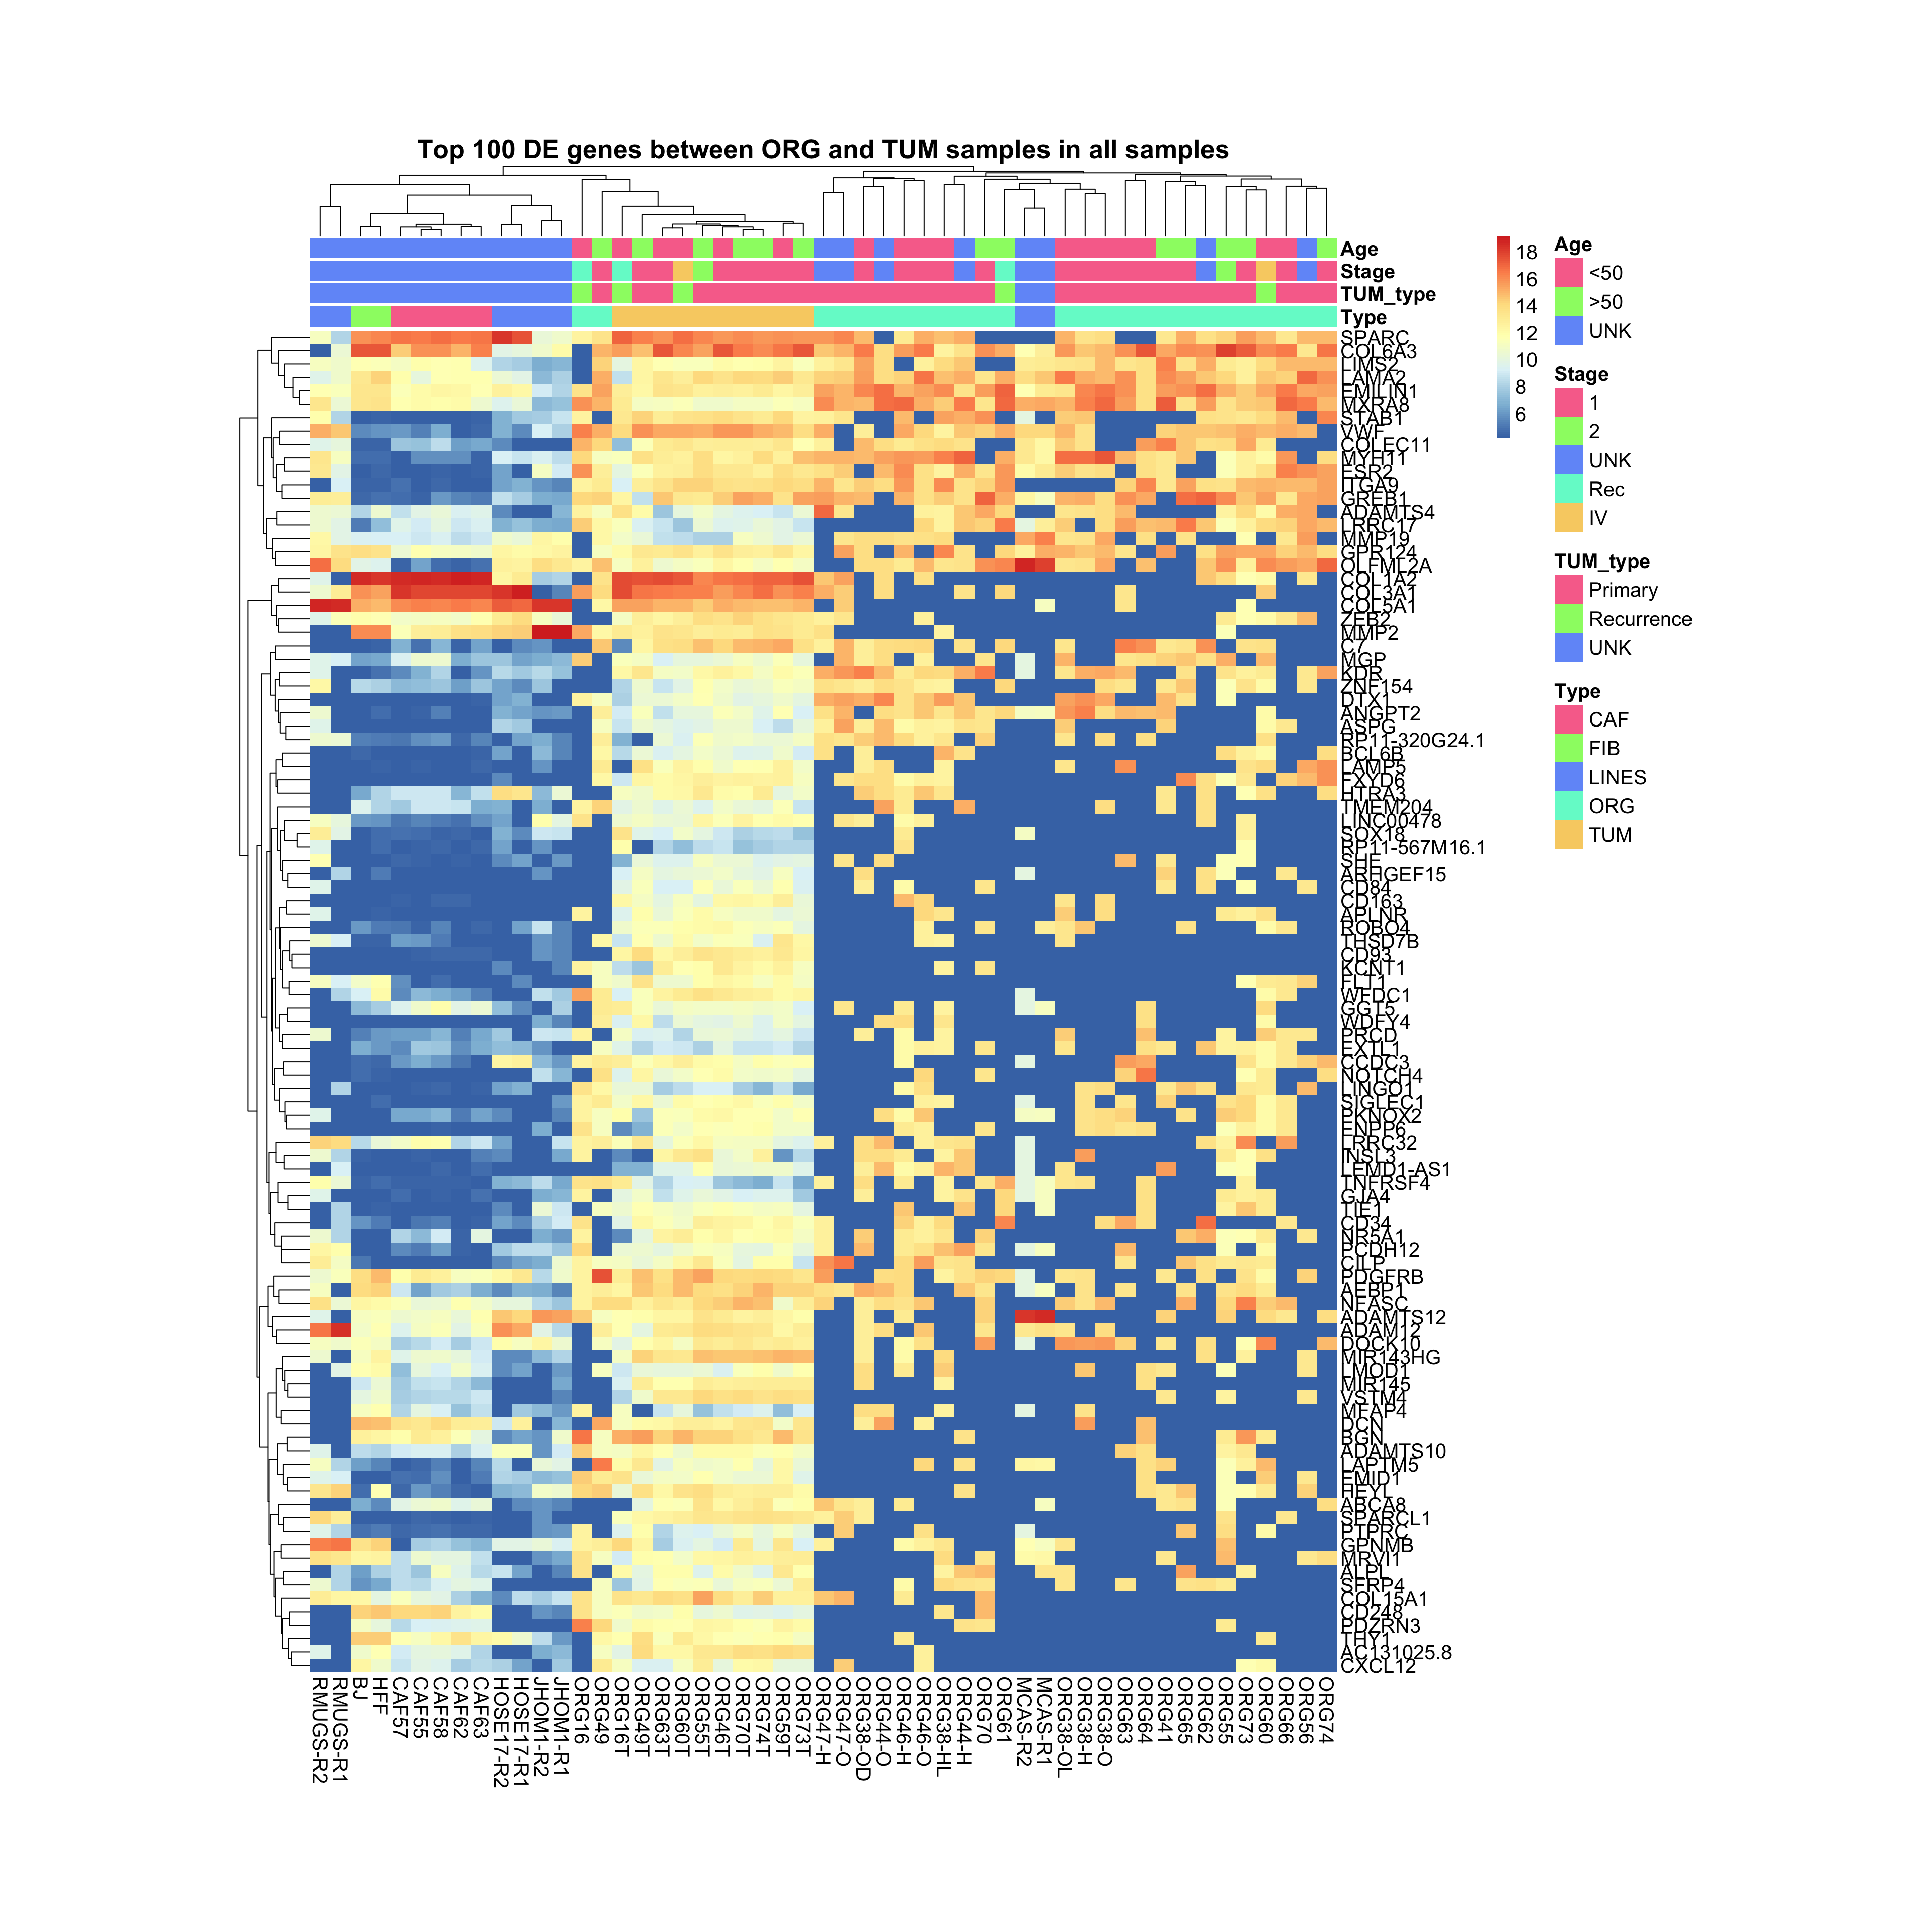 Top 100 DE genes between ORG and TUM samples in all samples
Age
Stage
TUM_type
Type
SPARC
COL6A3
LIMS2
LAMA2
EMILIN1
MXRA8
STAB1
VWF
COLEC11
MYH11
ESR2
ITGA9
GREB1
ADAMTS4
LRRC17
MMP19
GPR124
OLFML2A
COL1A2
COL3A1
COL5A1
ZEB2
MMP2
C7
MGP
KDR
ZNF154
DTX1
ANGPT2
ASPG
RP11-320G24.1
BCL6B
LAMP5
FXYD6
HTRA3
TMEM204
LINC00478
SOX18
RP11-567M16.1
SHE
ARHGEF15
CD84
CD163
APLNR
ROBO4
THSD7B
CD93
KCNT1
FLT1
WFDC1
GGT5
WDFY4
PRCD
EXTL1
CCDC3
NOTCH4
LINGO1
SIGLEC1
PKNOX2
ENPP6
LRRC32
INSL3
LEMD1-AS1
TNFRSF4
GJA4
TIE1
CD34
NR5A1
PCDH12
CILP
PDGFRB
AEBP1
NFASC
ADAMTS12
ADAM12
DOCK10
MIR143HG
LMOD1
MIR145
VSTM4
MFAP4
DCN
BGN
ADAMTS10
LAPTM5
EMID1
HEYL
ABCA8
SPARCL1
PTPRC
GPNMB
MRVI1
ALPL
SFRP4
COL15A1
CD248
PDZRN3
THY1
AC131025.8
CXCL12
RMUGS-R2
RMUGS-R1
BJ
HFF
CAF57
CAF55
CAF58
CAF62
CAF63
HOSE17-R2
HOSE17-R1
JHOM1-R2
JHOM1-R1
ORG16
ORG49
ORG16T
ORG49T
ORG63T
ORG60T
ORG55T
ORG46T
ORG70T
ORG74T
ORG59T
ORG73T
ORG47-H
ORG47-O
ORG38-OD
ORG44-O
ORG46-H
ORG46-O
ORG38-HL
ORG44-H
ORG70
ORG61
MCAS-R2
MCAS-R1
ORG38-OL
ORG38-H
ORG38-O
ORG63
ORG64
ORG41
ORG65
ORG62
ORG55
ORG73
ORG60
ORG66
ORG56
ORG74
18
16
14
12
10
8
6
Age
<50
>50
UNK
Stage
1
2
UNK
Rec
IV
TUM_type
Primary
Recurrence
UNK
Type
CAF
FIB
LINES
ORG
TUM